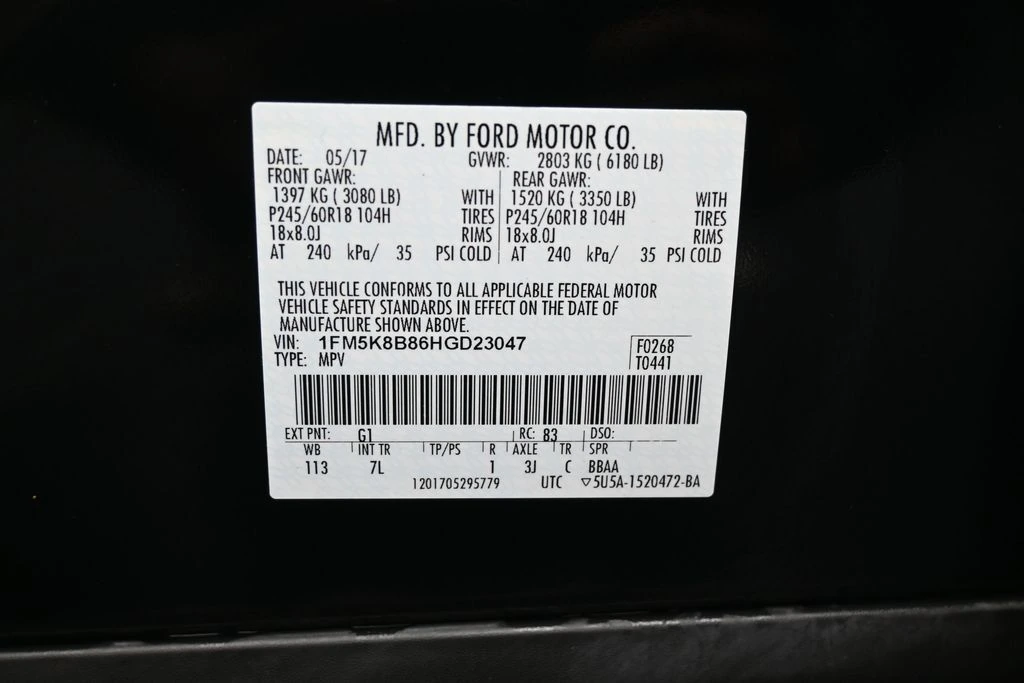 MFD. BY FORD MOTOR CO.
DATE: 05/17 GVWR: 2803 KG ( 6180 LB)
FRONT GAWR: REAR GAWR:
1397 KG ( 3080 LB) WITH 1520 KG ( 3350 LB) WITH
P245/60R18 104H TIRES P245/60R18 104H TIRES
18x8.0J RIMS 18x8.0J RIMS
AT 240 kPa/ 35 PSI COLD AT 240 kPa/ 35 PSI COLD
THIS VEHICLE CONFORMS TO ALL APPLICABLE FEDERAL MOTOR
VEHICLE SAFETY STANDARDS IN EFFECT ON THE DATE OF
MANUFACTURE SHOWN ABOVE.
VIN: 1FM5K8B86HGD23047 F0268
TYPE: MPV T0441
EXT PNT: G1 RC: 83 DSO:
WB INT TR TP/PS R AXLE TR SPR
113 7L 1 3J C BBAA
1201705295779 UTC ▽5U5A-1520472-BA